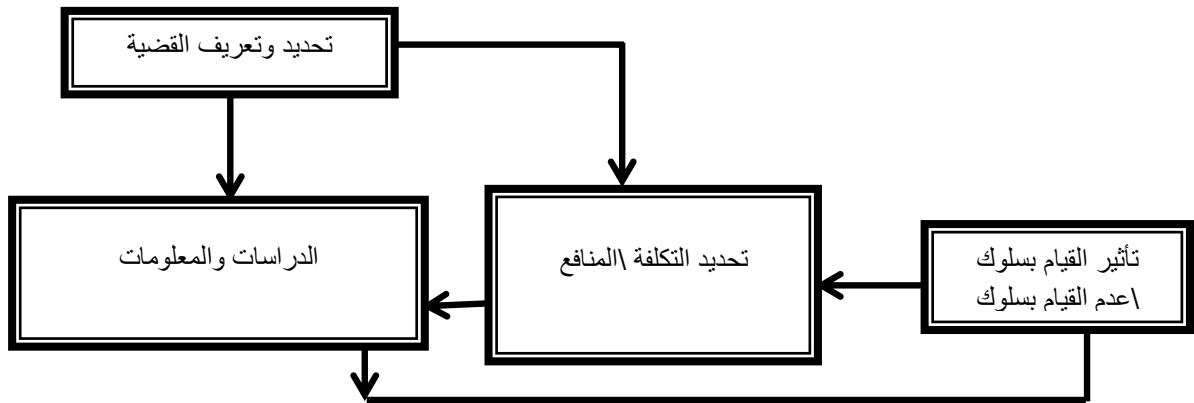 تحديد وتعريف القضية
تأثير القيام بسلوك
\عدم القيام بسلوك
تحديد التكلفة \المنافع
الدراسات والمعلومات